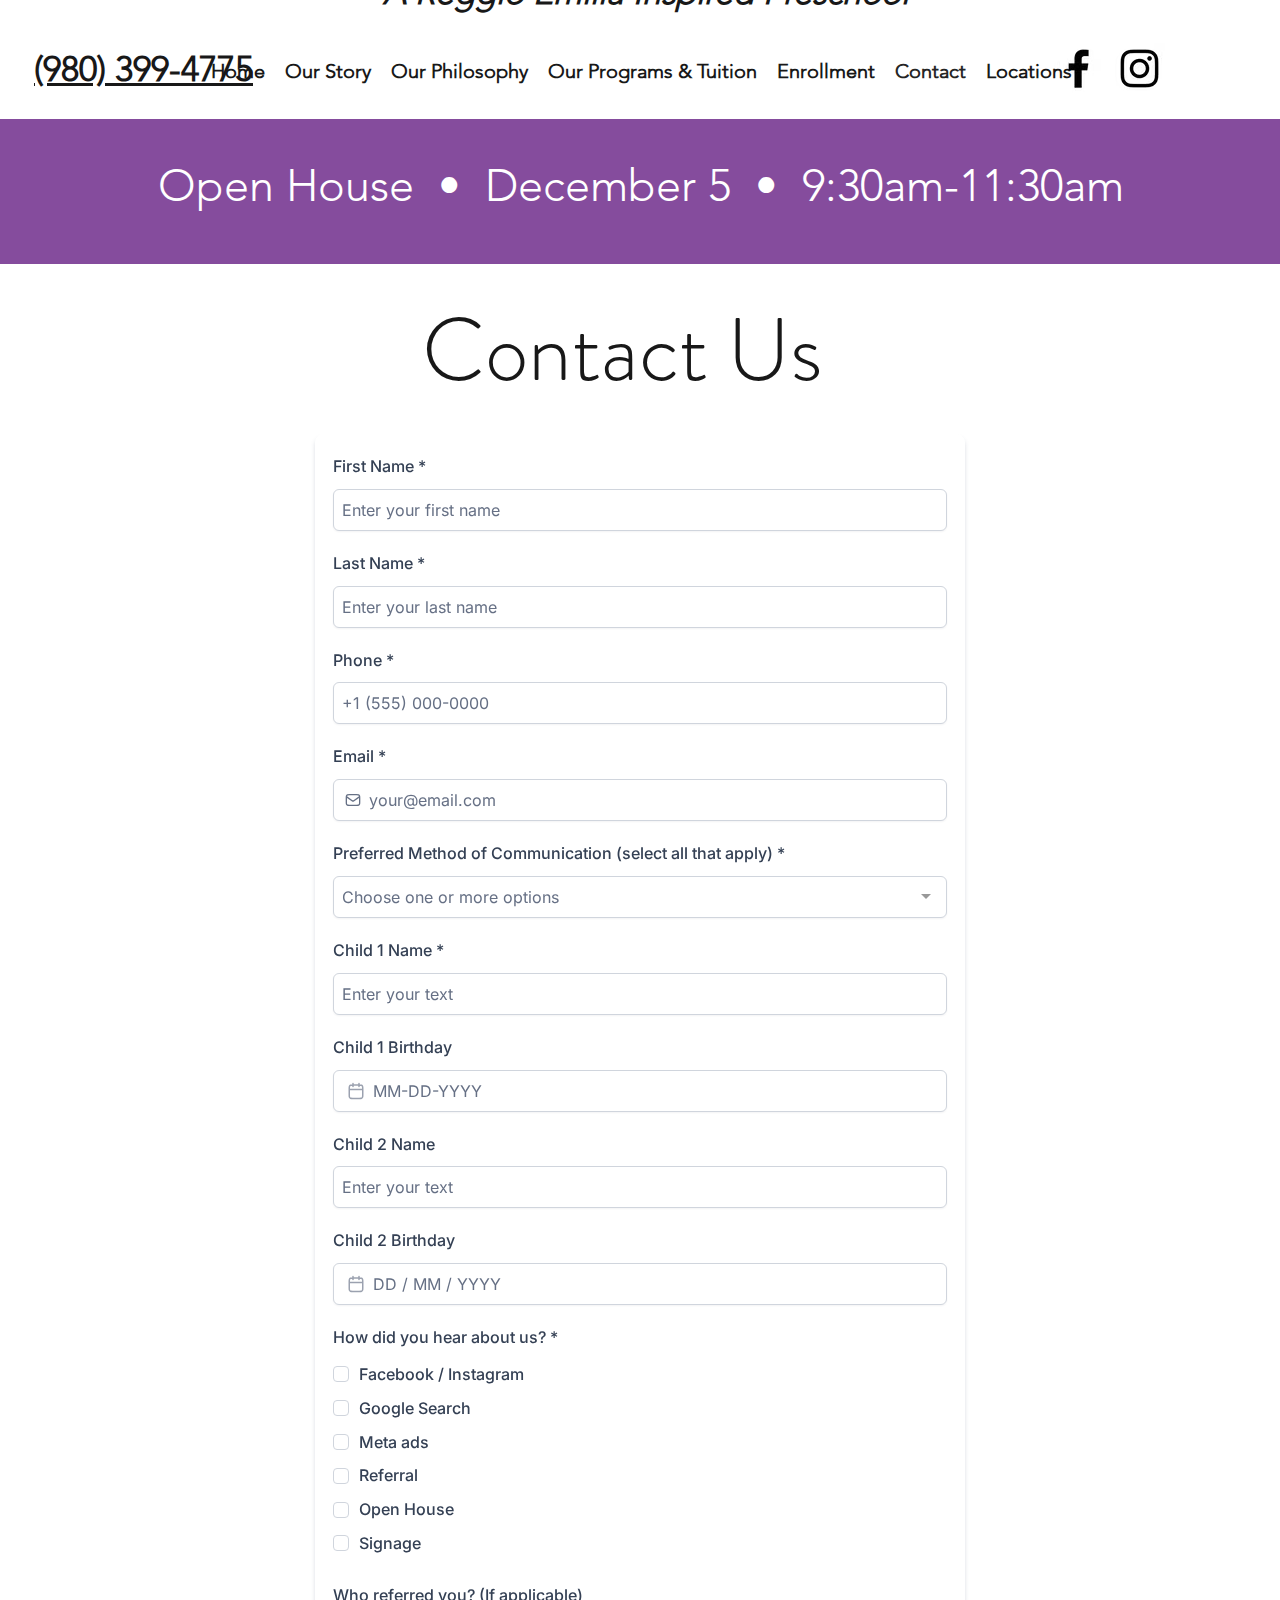 A Reggio Emilia Inspired Preschool
(980) 399-4775
Home Our Story Our Philosophy Our Programs & Tuition Enrollment Contact Locations
Open House • December 5 • 9:30am-11:30am
Contact Us
First Name *
Enter your first name
Last Name *
Enter your last name
Phone *
+1 (555) 000-0000
Email *
your@email.com
Preferred Method of Communication (select all that apply) *
Choose one or more options
Child 1 Name *
Enter your text
Child 1 Birthday
MM-DD-YYYY
Child 2 Name
Enter your text
Child 2 Birthday
DD / MM / YYYY
How did you hear about us? *
Facebook / Instagram
Google Search
Meta ads
Referral
Open House
Signage
Who referred you? (If applicable)